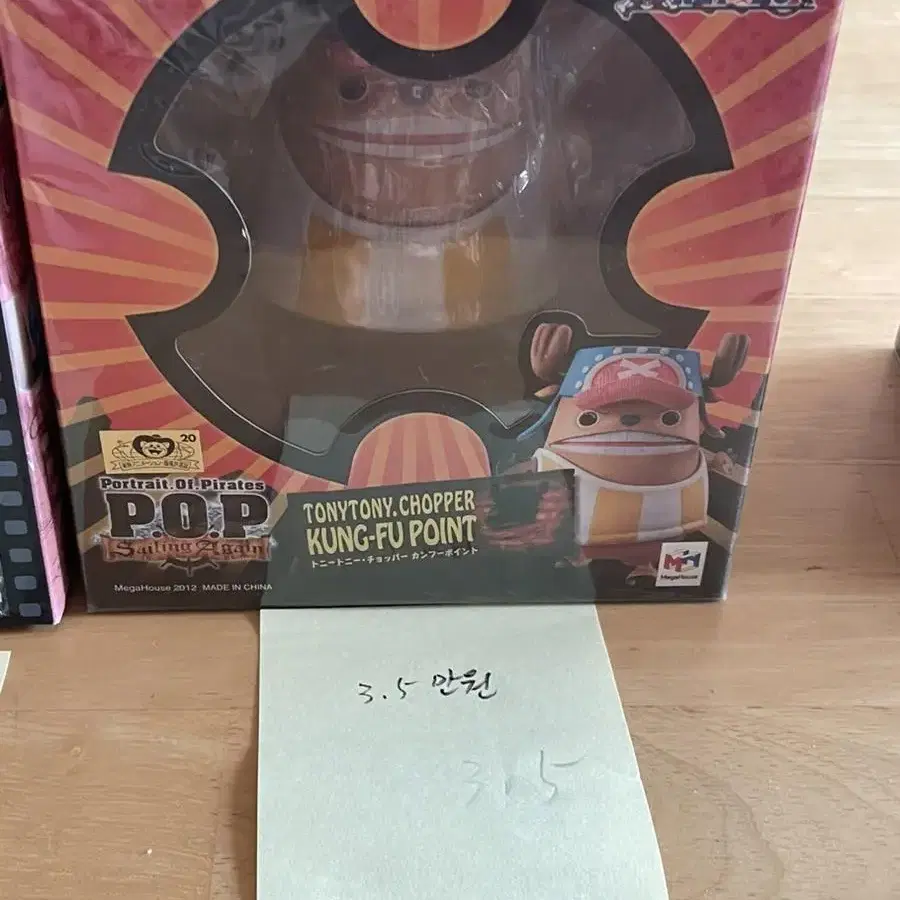 20
Portrait.Of.Pirates
P.O.P
Sailing Again
TONYTONY.CHOPPER
KUNG-FU POINT
トニートニー・チョッパー カンフーポイント
MegaHouse 2012 MADE IN CHINA
MegaHouse
3.5 만원
3.5